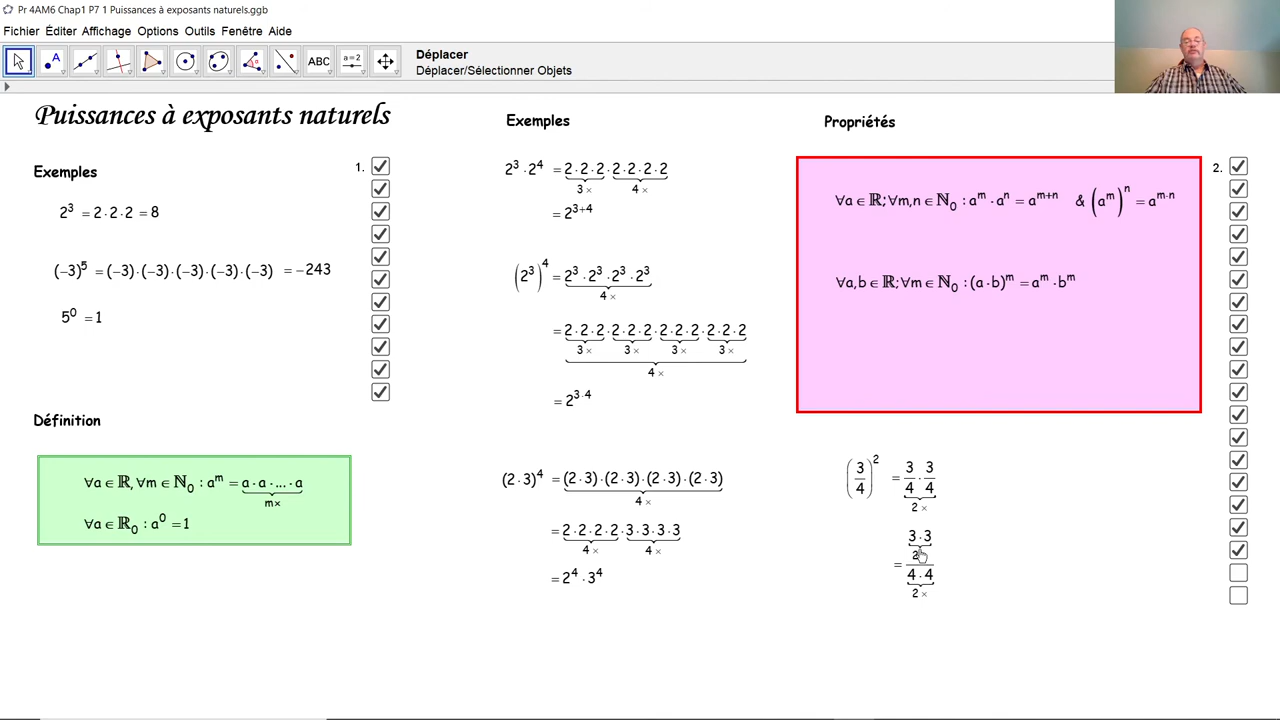 Pr 4AM6 Chap1 P7 1 Puissances à exposants naturels.ggb
Fichier Éditer Affichage Options Outils Fenêtre Aide
A
ABC
a=2
Déplacer
Déplacer/Sélectionner Objets
Puissances à exposants naturels
Exemples
1.
2³ = 2·2·2 = 8
(−3)⁵ = (−3)·(−3)·(−3)·(−3)·(−3) = −243
5⁰ = 1
Définition
∀a ∈ ℝ, ∀m ∈ ℕ₀ : aᵐ = a·a·...·a
m×
∀a ∈ ℝ₀ : a⁰ = 1
Exemples
2³·2⁴ = 2·2·2·2·2·2·2
3× 4×
= 2³⁺⁴
(2³)⁴ = 2³·2³·2³·2³
4×
= 2·2·2·2·2·2·2·2·2·2·2·2
3× 3× 3× 3×
4×
= 2³·⁴
(2·3)⁴ = (2·3)·(2·3)·(2·3)·(2·3)
4×
= 2·2·2·2·3·3·3·3
4× 4×
= 2⁴·3⁴
Propriétés
2.
∀a ∈ ℝ; ∀m,n ∈ ℕ₀ : aᵐ·aⁿ = aᵐ⁺ⁿ & (aᵐ)ⁿ = aᵐ·ⁿ
∀a,b ∈ ℝ; ∀m ∈ ℕ₀ : (a·b)ᵐ = aᵐ·bᵐ
(3/4)² = 3/4 · 3/4
2×
3·3
2
=
4·4
2×